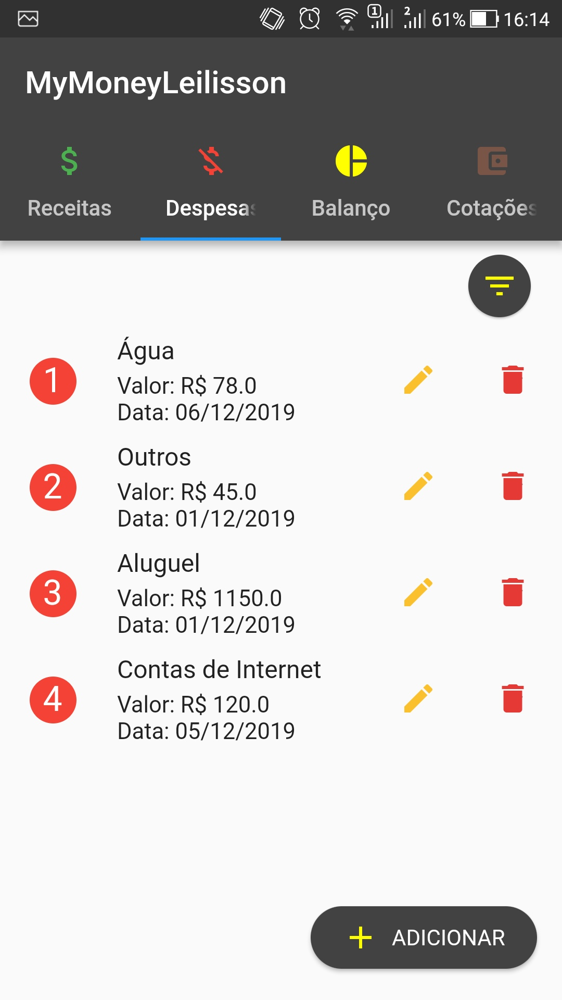 1 2 61% 16:14
MyMoneyLeilisson
Receitas Despesas Balanço Cotações
Água
1
Valor: R$ 78.0
Data: 06/12/2019
Outros
2
Valor: R$ 45.0
Data: 01/12/2019
Aluguel
3
Valor: R$ 1150.0
Data: 01/12/2019
Contas de Internet
4
Valor: R$ 120.0
Data: 05/12/2019
ADICIONAR